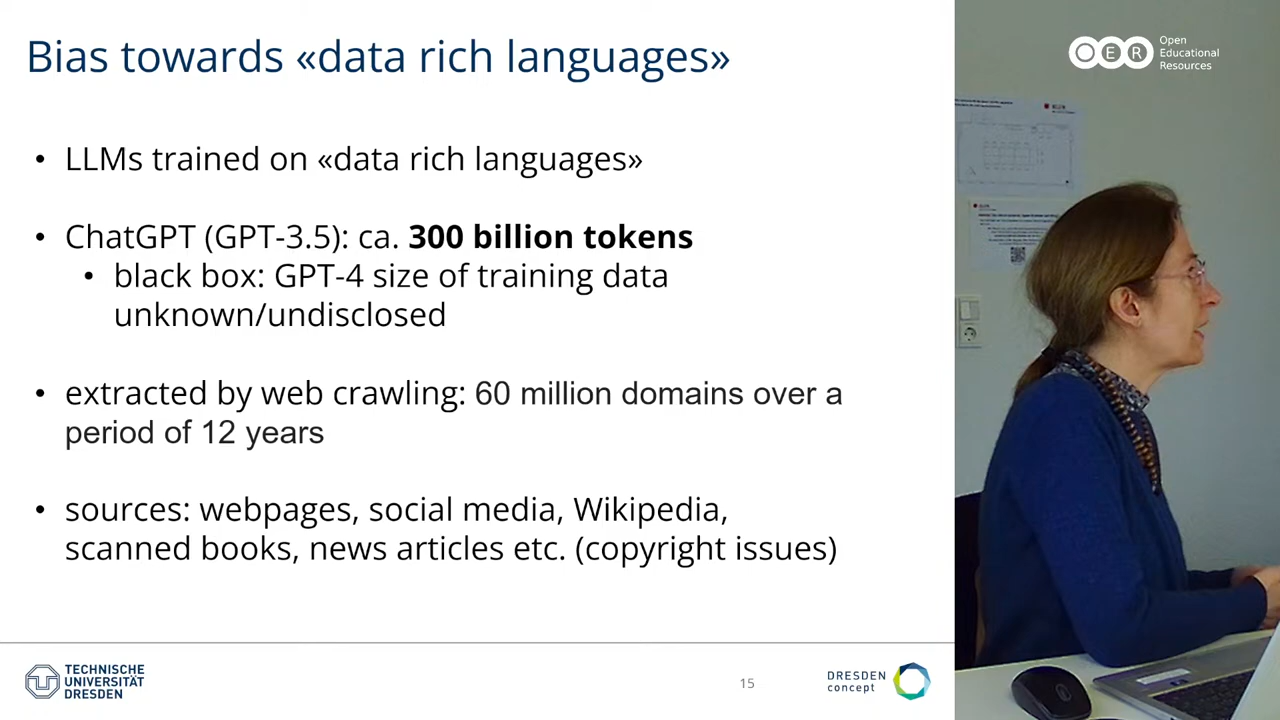 Bias towards «data rich languages»
• LLMs trained on «data rich languages»
• ChatGPT (GPT-3.5): ca. 300 billion tokens
• black box: GPT-4 size of training data
unknown/undisclosed
• extracted by web crawling: 60 million domains over a
period of 12 years
• sources: webpages, social media, Wikipedia,
scanned books, news articles etc. (copyright issues)
TECHNISCHE
UNIVERSITÄT
DRESDEN
15
DRESDEN
concept
OER
Open
Educational
Resources